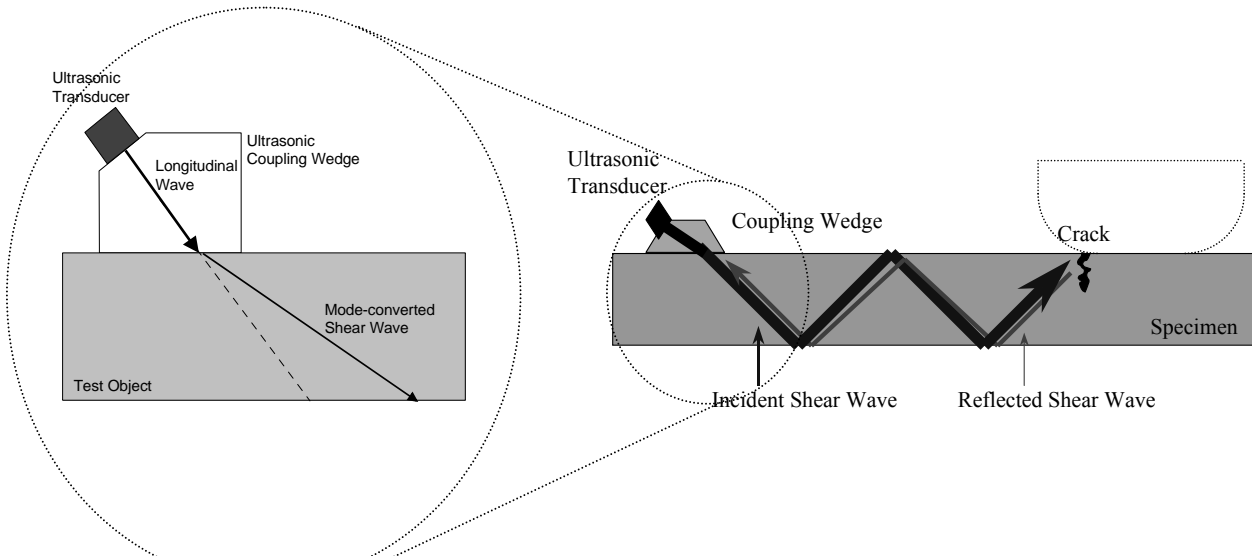 Ultrasonic
Transducer
Ultrasonic
Coupling Wedge
Longitudinal
Wave
Mode-converted
Shear Wave
Test Object
Ultrasonic
Transducer
Coupling Wedge
Crack
Specimen
Incident Shear Wave
Reflected Shear Wave